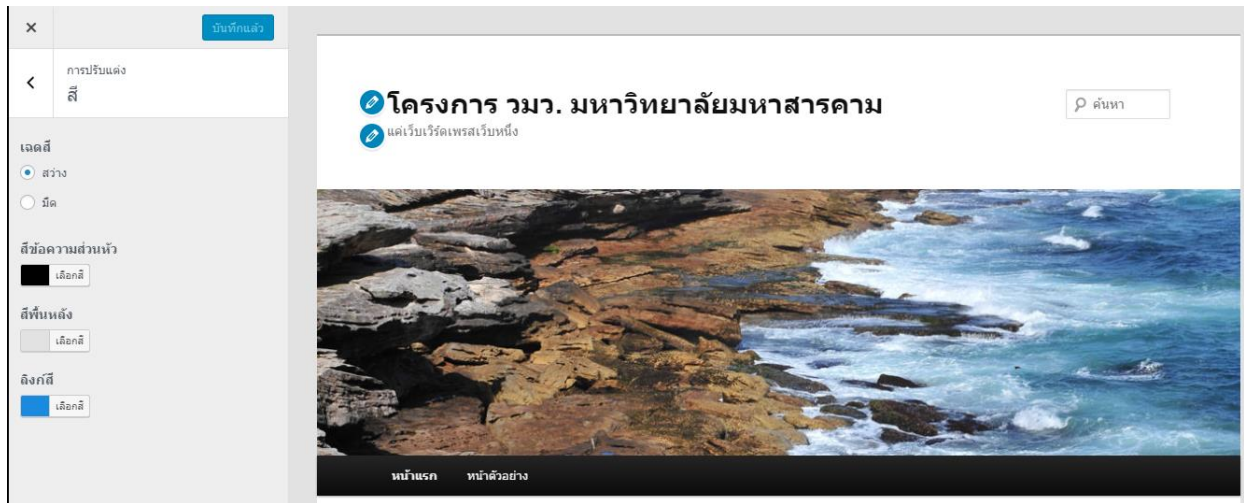 บันทึกแล้ว
การปรับแต่ง
สี
เฉดสี
สว่าง
มืด
สีข้อความส่วนหัว
เลือกสี
สีพื้นหลัง
เลือกสี
ลิงก์สี
เลือกสี
โครงการ วมว. มหาวิทยาลัยมหาสารคาม
แค่เว็บเวิร์ดเพรสเว็บหนึ่ง
ค้นหา
หน้าแรก หน้าตัวอย่าง